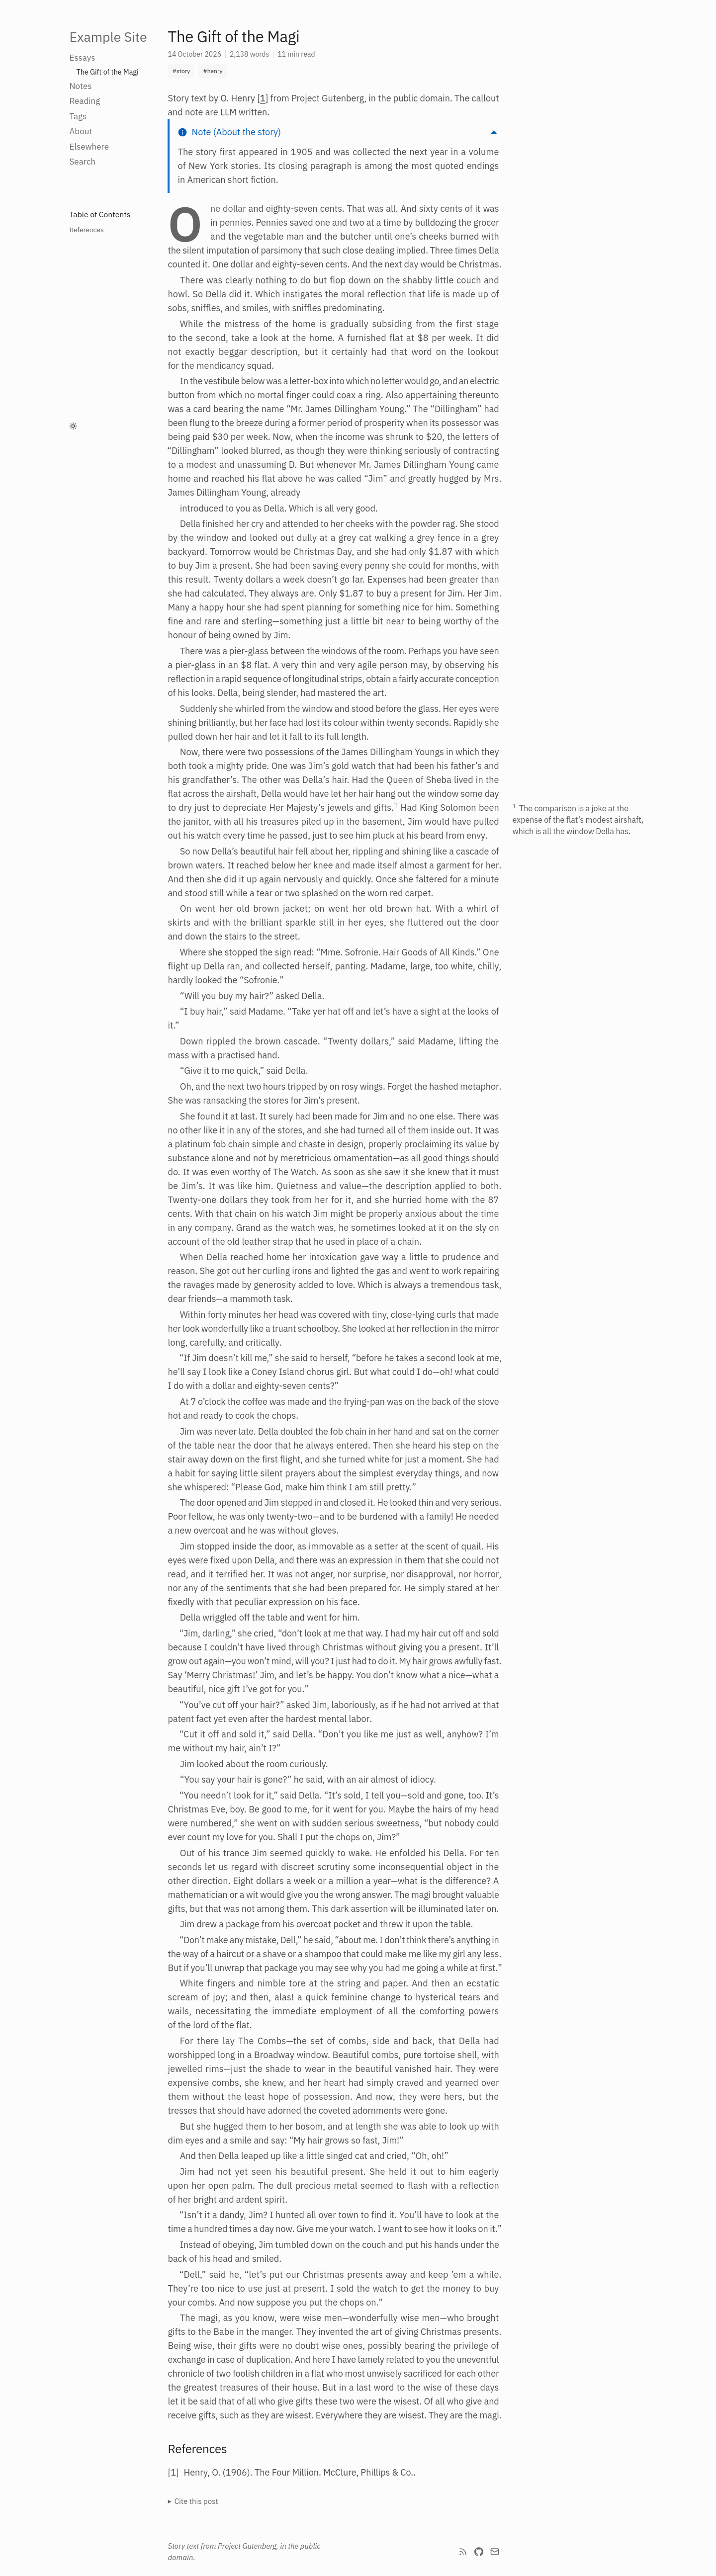 Example Site
Essays
The Gift of the Magi
Notes
Reading
Tags
About
Elsewhere
Search
Table of Contents
References
The Gift of the Magi
14 October 2026 | 2,138 words | 11 min read
#story #henry
Story text by O. Henry [1] from Project Gutenberg, in the public domain. The callout
and note are LLM written.
Note (About the story)
The story first appeared in 1905 and was collected the next year in a volume
of New York stories. Its closing paragraph is among the most quoted endings
in American short fiction.
One dollar and eighty-seven cents. That was all. And sixty cents of it was
in pennies. Pennies saved one and two at a time by bulldozing the grocer
and the vegetable man and the butcher until one's cheeks burned with
the silent imputation of parsimony that such close dealing implied. Three times Della
counted it. One dollar and eighty-seven cents. And the next day would be Christmas.
There was clearly nothing to do but flop down on the shabby little couch and
howl. So Della did it. Which instigates the moral reflection that life is made up of
sobs, sniffles, and smiles, with sniffles predominating.
While the mistress of the home is gradually subsiding from the first stage
to the second, take a look at the home. A furnished flat at $8 per week. It did
not exactly beggar description, but it certainly had that word on the lookout
for the mendicancy squad.
In the vestibule below was a letter-box into which no letter would go, and an electric
button from which no mortal finger could coax a ring. Also appertaining thereunto
was a card bearing the name “Mr. James Dillingham Young.” The “Dillingham” had
been flung to the breeze during a former period of prosperity when its possessor was
being paid $30 per week. Now, when the income was shrunk to $20, the letters of
“Dillingham” looked blurred, as though they were thinking seriously of contracting
to a modest and unassuming D. But whenever Mr. James Dillingham Young came
home and reached his flat above he was called “Jim” and greatly hugged by Mrs.
James Dillingham Young, already
introduced to you as Della. Which is all very good.
Della finished her cry and attended to her cheeks with the powder rag. She stood
by the window and looked out dully at a grey cat walking a grey fence in a grey
backyard. Tomorrow would be Christmas Day, and she had only $1.87 with which
to buy Jim a present. She had been saving every penny she could for months, with
this result. Twenty dollars a week doesn't go far. Expenses had been greater than
she had calculated. They always are. Only $1.87 to buy a present for Jim. Her Jim.
Many a happy hour she had spent planning for something nice for him. Something
fine and rare and sterling—something just a little bit near to being worthy of the
honour of being owned by Jim.
There was a pier-glass between the windows of the room. Perhaps you have seen
a pier-glass in an $8 flat. A very thin and very agile person may, by observing his
reflection in a rapid sequence of longitudinal strips, obtain a fairly accurate conception
of his looks. Della, being slender, had mastered the art.
Suddenly she whirled from the window and stood before the glass. Her eyes were
shining brilliantly, but her face had lost its colour within twenty seconds. Rapidly she
pulled down her hair and let it fall to its full length.
Now, there were two possessions of the James Dillingham Youngs in which they
both took a mighty pride. One was Jim's gold watch that had been his father's and
his grandfather's. The other was Della's hair. Had the Queen of Sheba lived in the
flat across the airshaft, Della would have let her hair hang out the window some day
to dry just to depreciate Her Majesty's jewels and gifts.1 Had King Solomon been
the janitor, with all his treasures piled up in the basement, Jim would have pulled
out his watch every time he passed, just to see him pluck at his beard from envy.
1 The comparison is a joke at the
expense of the flat's modest airshaft,
which is all the window Della has.
So now Della's beautiful hair fell about her, rippling and shining like a cascade of
brown waters. It reached below her knee and made itself almost a garment for her.
And then she did it up again nervously and quickly. Once she faltered for a minute
and stood still while a tear or two splashed on the worn red carpet.
On went her old brown jacket; on went her old brown hat. With a whirl of
skirts and with the brilliant sparkle still in her eyes, she fluttered out the door
and down the stairs to the street.
Where she stopped the sign read: “Mme. Sofronie. Hair Goods of All Kinds.” One
flight up Della ran, and collected herself, panting. Madame, large, too white, chilly,
hardly looked the “Sofronie.”
“Will you buy my hair?” asked Della.
“I buy hair,” said Madame. “Take yer hat off and let's have a sight at the looks of
it.”
Down rippled the brown cascade. “Twenty dollars,” said Madame, lifting the
mass with a practised hand.
“Give it to me quick,” said Della.
Oh, and the next two hours tripped by on rosy wings. Forget the hashed metaphor.
She was ransacking the stores for Jim's present.
She found it at last. It surely had been made for Jim and no one else. There was
no other like it in any of the stores, and she had turned all of them inside out. It was
a platinum fob chain simple and chaste in design, properly proclaiming its value by
substance alone and not by meretricious ornamentation—as all good things should
do. It was even worthy of The Watch. As soon as she saw it she knew that it must
be Jim's. It was like him. Quietness and value—the description applied to both.
Twenty-one dollars they took from her for it, and she hurried home with the 87
cents. With that chain on his watch Jim might be properly anxious about the time
in any company. Grand as the watch was, he sometimes looked at it on the sly on
account of the old leather strap that he used in place of a chain.
When Della reached home her intoxication gave way a little to prudence and
reason. She got out her curling irons and lighted the gas and went to work repairing
the ravages made by generosity added to love. Which is always a tremendous task,
dear friends—a mammoth task.
Within forty minutes her head was covered with tiny, close-lying curls that made
her look wonderfully like a truant schoolboy. She looked at her reflection in the mirror
long, carefully, and critically.
“If Jim doesn't kill me,” she said to herself, “before he takes a second look at me,
he'll say I look like a Coney Island chorus girl. But what could I do—oh! what could
I do with a dollar and eighty-seven cents?”
At 7 o'clock the coffee was made and the frying-pan was on the back of the stove
hot and ready to cook the chops.
Jim was never late. Della doubled the fob chain in her hand and sat on the corner
of the table near the door that he always entered. Then she heard his step on the
stair away down on the first flight, and she turned white for just a moment. She had
a habit for saying little silent prayers about the simplest everyday things, and now
she whispered: “Please God, make him think I am still pretty.”
The door opened and Jim stepped in and closed it. He looked thin and very serious.
Poor fellow, he was only twenty-two—and to be burdened with a family! He needed
a new overcoat and he was without gloves.
Jim stopped inside the door, as immovable as a setter at the scent of quail. His
eyes were fixed upon Della, and there was an expression in them that she could not
read, and it terrified her. It was not anger, nor surprise, nor disapproval, nor horror,
nor any of the sentiments that she had been prepared for. He simply stared at her
fixedly with that peculiar expression on his face.
Della wriggled off the table and went for him.
“Jim, darling,” she cried, “don't look at me that way. I had my hair cut off and sold
because I couldn't have lived through Christmas without giving you a present. It'll
grow out again—you won't mind, will you? I just had to do it. My hair grows awfully fast.
Say ‘Merry Christmas!’ Jim, and let's be happy. You don't know what a nice—what a
beautiful, nice gift I've got for you.”
“You've cut off your hair?” asked Jim, laboriously, as if he had not arrived at that
patent fact yet even after the hardest mental labor.
“Cut it off and sold it,” said Della. “Don't you like me just as well, anyhow? I'm
me without my hair, ain't I?”
Jim looked about the room curiously.
“You say your hair is gone?” he said, with an air almost of idiocy.
“You needn't look for it,” said Della. “It's sold, I tell you—sold and gone, too. It's
Christmas Eve, boy. Be good to me, for it went for you. Maybe the hairs of my head
were numbered,” she went on with sudden serious sweetness, “but nobody could
ever count my love for you. Shall I put the chops on, Jim?”
Out of his trance Jim seemed quickly to wake. He enfolded his Della. For ten
seconds let us regard with discreet scrutiny some inconsequential object in the
other direction. Eight dollars a week or a million a year—what is the difference? A
mathematician or a wit would give you the wrong answer. The magi brought valuable
gifts, but that was not among them. This dark assertion will be illuminated later on.
Jim drew a package from his overcoat pocket and threw it upon the table.
“Don't make any mistake, Dell,” he said, “about me. I don't think there's anything in
the way of a haircut or a shave or a shampoo that could make me like my girl any less.
But if you'll unwrap that package you may see why you had me going a while at first.”
White fingers and nimble tore at the string and paper. And then an ecstatic
scream of joy; and then, alas! a quick feminine change to hysterical tears and
wails, necessitating the immediate employment of all the comforting powers
of the lord of the flat.
For there lay The Combs—the set of combs, side and back, that Della had
worshipped long in a Broadway window. Beautiful combs, pure tortoise shell, with
jewelled rims—just the shade to wear in the beautiful vanished hair. They were
expensive combs, she knew, and her heart had simply craved and yearned over
them without the least hope of possession. And now, they were hers, but the
tresses that should have adorned the coveted adornments were gone.
But she hugged them to her bosom, and at length she was able to look up with
dim eyes and a smile and say: “My hair grows so fast, Jim!”
And then Della leaped up like a little singed cat and cried, “Oh, oh!”
Jim had not yet seen his beautiful present. She held it out to him eagerly
upon her open palm. The dull precious metal seemed to flash with a reflection
of her bright and ardent spirit.
“Isn't it a dandy, Jim? I hunted all over town to find it. You'll have to look at the
time a hundred times a day now. Give me your watch. I want to see how it looks on it.”
Instead of obeying, Jim tumbled down on the couch and put his hands under the
back of his head and smiled.
“Dell,” said he, “let's put our Christmas presents away and keep 'em a while.
They're too nice to use just at present. I sold the watch to get the money to buy
your combs. And now suppose you put the chops on.”
The magi, as you know, were wise men—wonderfully wise men—who brought
gifts to the Babe in the manger. They invented the art of giving Christmas presents.
Being wise, their gifts were no doubt wise ones, possibly bearing the privilege of
exchange in case of duplication. And here I have lamely related to you the uneventful
chronicle of two foolish children in a flat who most unwisely sacrificed for each other
the greatest treasures of their house. But in a last word to the wise of these days
let it be said that of all who give gifts these two were the wisest. Of all who give and
receive gifts, such as they are wisest. Everywhere they are wisest. They are the magi.
References
[1] Henry, O. (1906). The Four Million. McClure, Phillips & Co..
Cite this post
Story text from Project Gutenberg, in the public
domain.